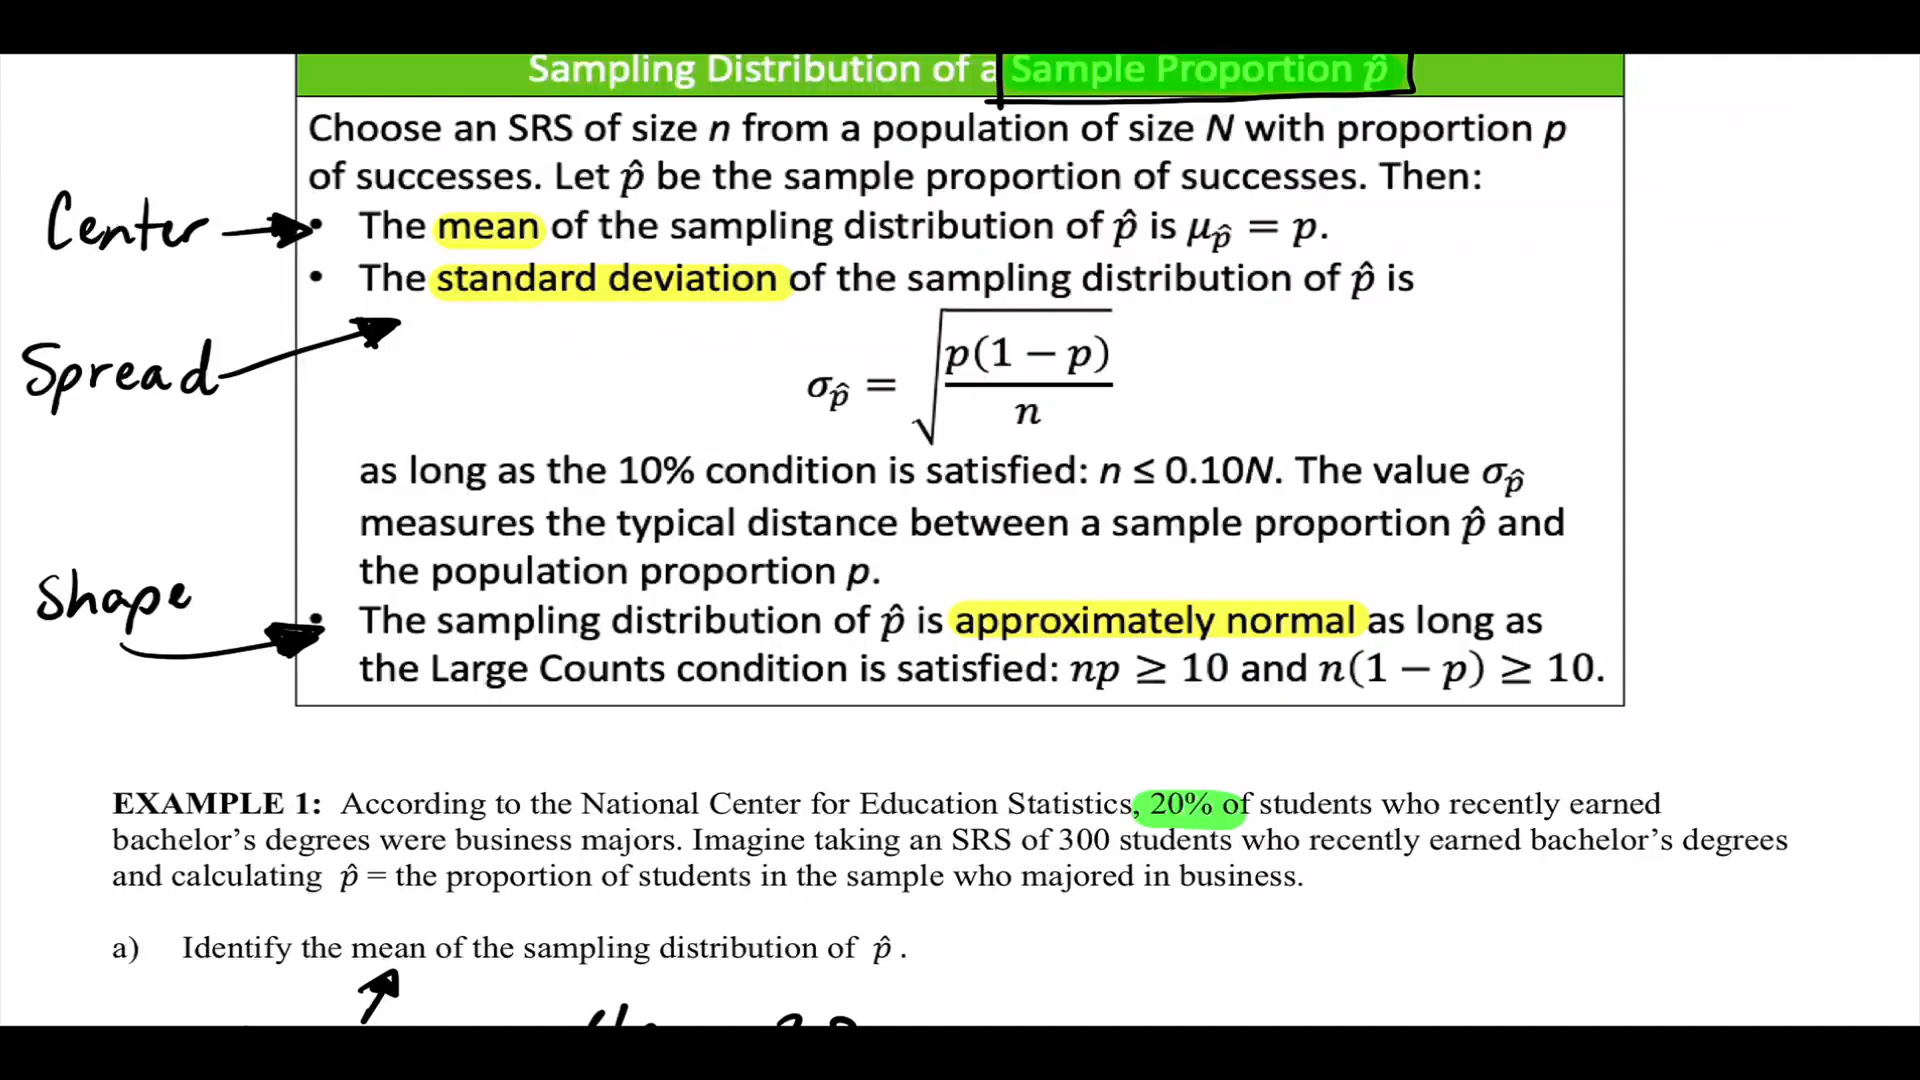 Sampling Distribution of a Sample Proportion p̂
Choose an SRS of size n from a population of size N with proportion p
of successes. Let p̂ be the sample proportion of successes. Then:
Center
• The mean of the sampling distribution of p̂ is μp̂ = p.
• The standard deviation of the sampling distribution of p̂ is
Spread
σp̂ = √(p(1 − p)/n)
as long as the 10% condition is satisfied: n ≤ 0.10N. The value σp̂
measures the typical distance between a sample proportion p̂ and
the population proportion p.
Shape
• The sampling distribution of p̂ is approximately normal as long as
the Large Counts condition is satisfied: np ≥ 10 and n(1 − p) ≥ 10.
EXAMPLE 1: According to the National Center for Education Statistics, 20% of students who recently earned
bachelor's degrees were business majors. Imagine taking an SRS of 300 students who recently earned bachelor's degrees
and calculating p̂ = the proportion of students in the sample who majored in business.
a) Identify the mean of the sampling distribution of p̂ .